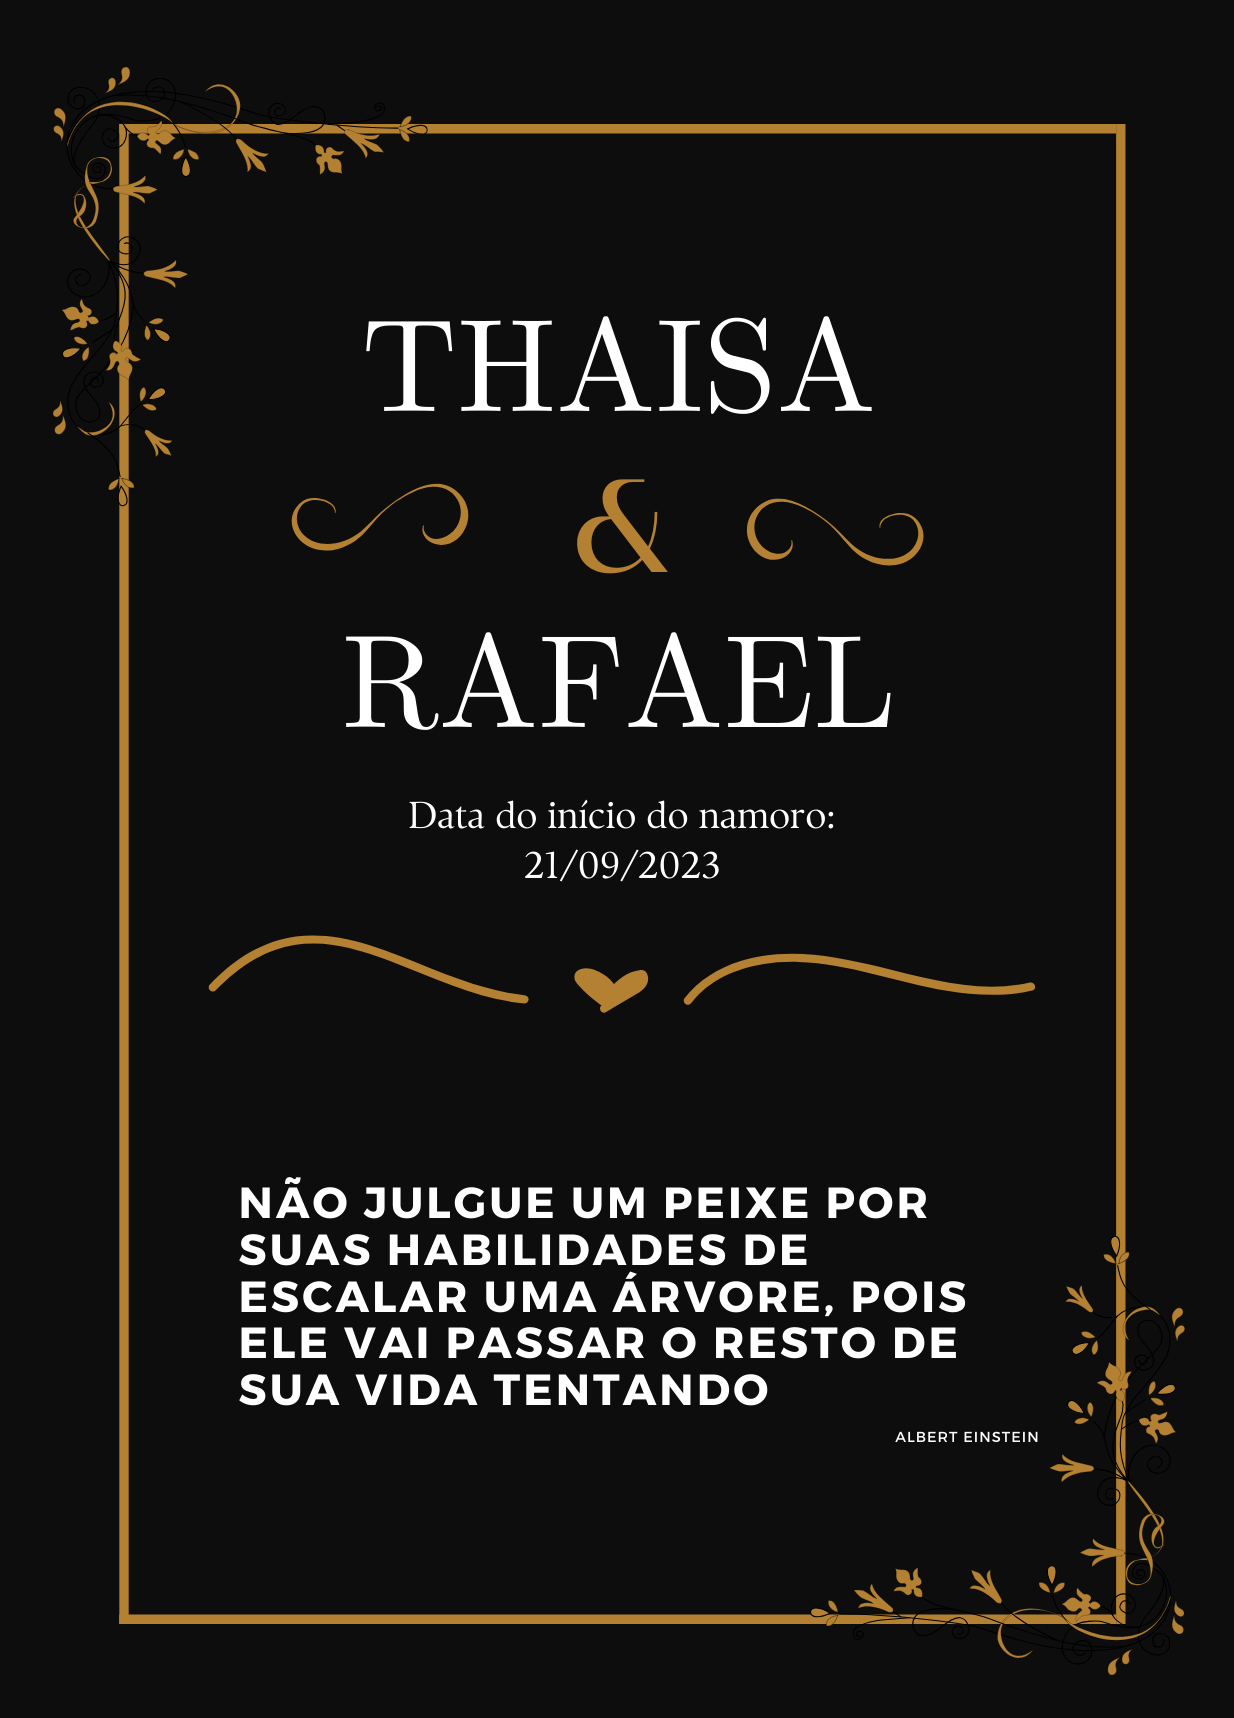 THAISA
&
RAFAEL
Data do início do namoro:
21/09/2023
NÃO JULGUE UM PEIXE POR
SUAS HABILIDADES DE
ESCALAR UMA ÁRVORE, POIS
ELE VAI PASSAR O RESTO DE
SUA VIDA TENTANDO
ALBERT EINSTEIN